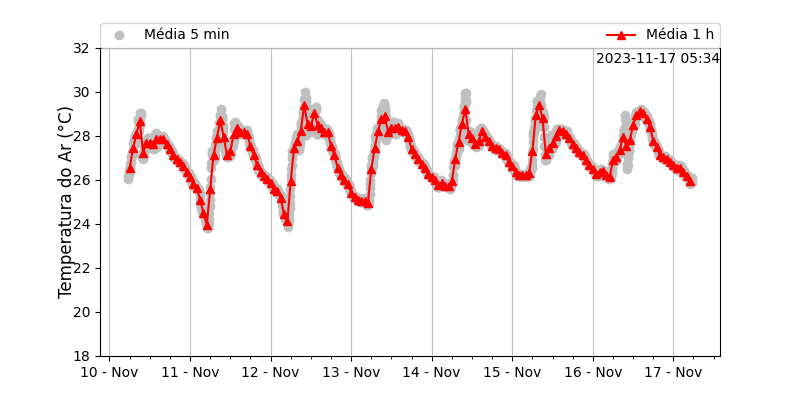 Média 5 min
Média 1 h
2023-11-17 05:34
Temperatura do Ar (°C)
32
30
28
26
24
22
20
18
10 - Nov
11 - Nov
12 - Nov
13 - Nov
14 - Nov
15 - Nov
16 - Nov
17 - Nov